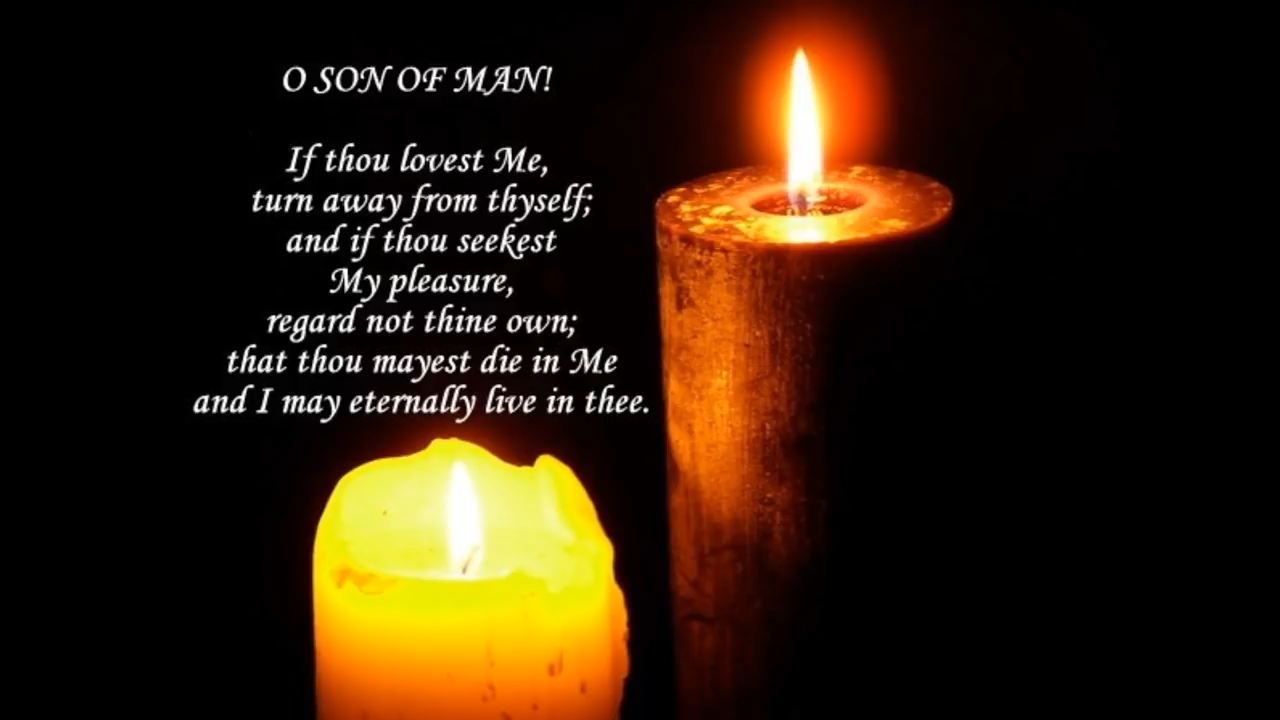 O SON OF MAN!
If thou lovest Me,
turn away from thyself;
and if thou seekest
My pleasure,
regard not thine own;
that thou mayest die in Me
and I may eternally live in thee.